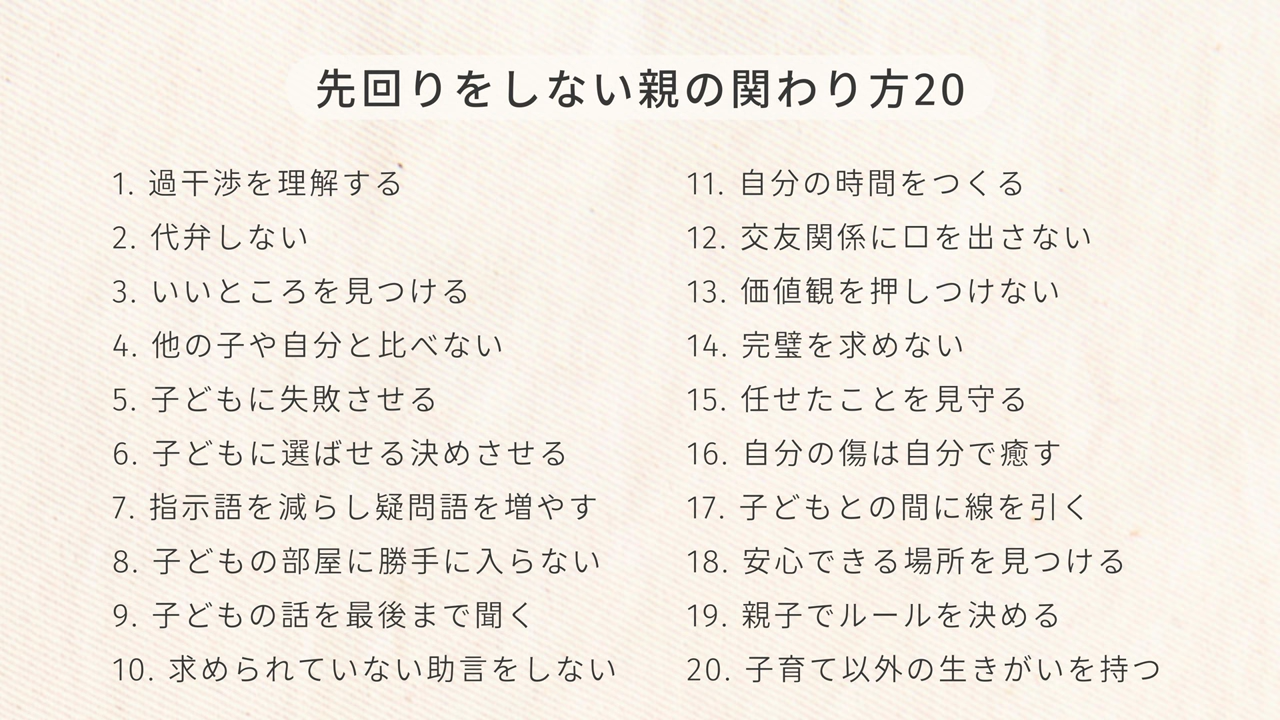 先回りをしない親の関わり方20
1. 過干渉を理解する
2. 代弁しない
3. いいところを見つける
4. 他の子や自分と比べない
5. 子どもに失敗させる
6. 子どもに選ばせる決めさせる
7. 指示語を減らし疑問語を増やす
8. 子どもの部屋に勝手に入らない
9. 子どもの話を最後まで聞く
10. 求められていない助言をしない
11. 自分の時間をつくる
12. 交友関係に口を出さない
13. 価値観を押しつけない
14. 完璧を求めない
15. 任せたことを見守る
16. 自分の傷は自分で癒す
17. 子どもとの間に線を引く
18. 安心できる場所を見つける
19. 親子でルールを決める
20. 子育て以外の生きがいを持つ